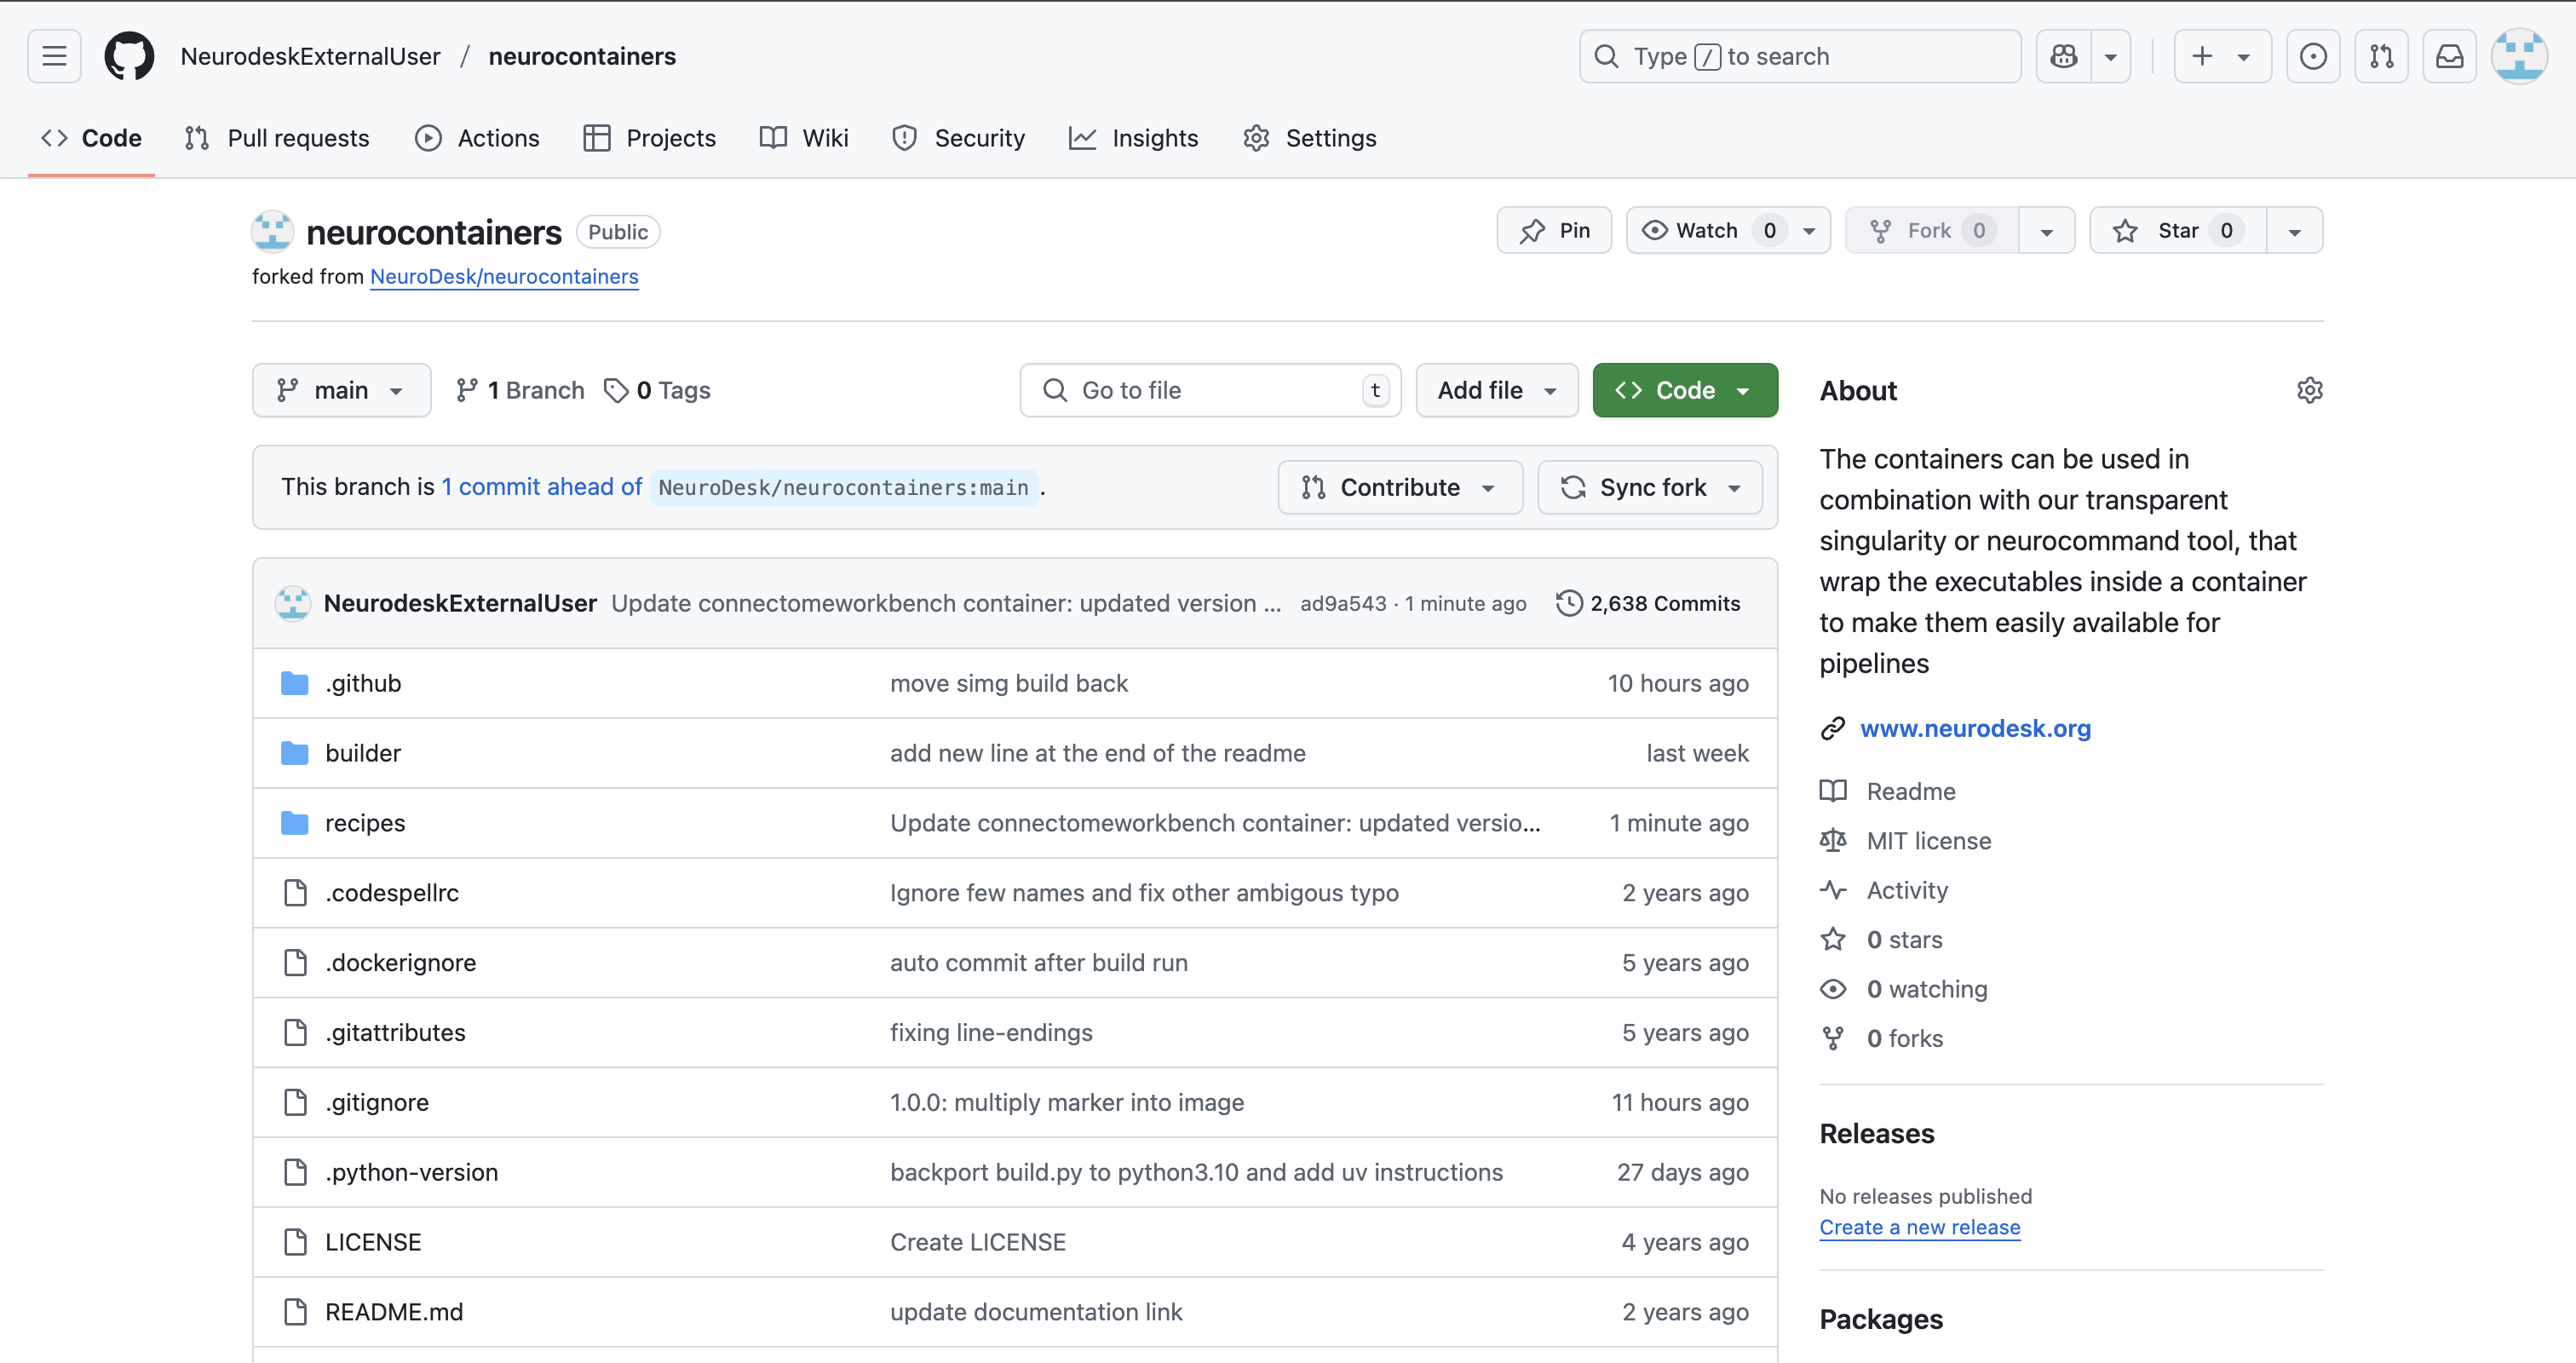 NeurodeskExternalUser / neurocontainers
Type / to search
Code
Pull requests
Actions
Projects
Wiki
Security
Insights
Settings
neurocontainers Public
forked from NeuroDesk/neurocontainers
Pin
Watch 0
Fork 0
Star 0
main
1 Branch
0 Tags
Go to file t
Add file
Code
This branch is 1 commit ahead of NeuroDesk/neurocontainers:main .
Contribute
Sync fork
NeurodeskExternalUser Update connectomeworkbench container: updated version ... ad9a543 · 1 minute ago 2,638 Commits
.github move simg build back 10 hours ago
builder add new line at the end of the readme last week
recipes Update connectomeworkbench container: updated versio... 1 minute ago
.codespellrc Ignore few names and fix other ambigous typo 2 years ago
.dockerignore auto commit after build run 5 years ago
.gitattributes fixing line-endings 5 years ago
.gitignore 1.0.0: multiply marker into image 11 hours ago
.python-version backport build.py to python3.10 and add uv instructions 27 days ago
LICENSE Create LICENSE 4 years ago
README.md update documentation link 2 years ago
About
The containers can be used in
combination with our transparent
singularity or neurocommand tool, that
wrap the executables inside a container
to make them easily available for
pipelines
www.neurodesk.org
Readme
MIT license
Activity
0 stars
0 watching
0 forks
Releases
No releases published
Create a new release
Packages